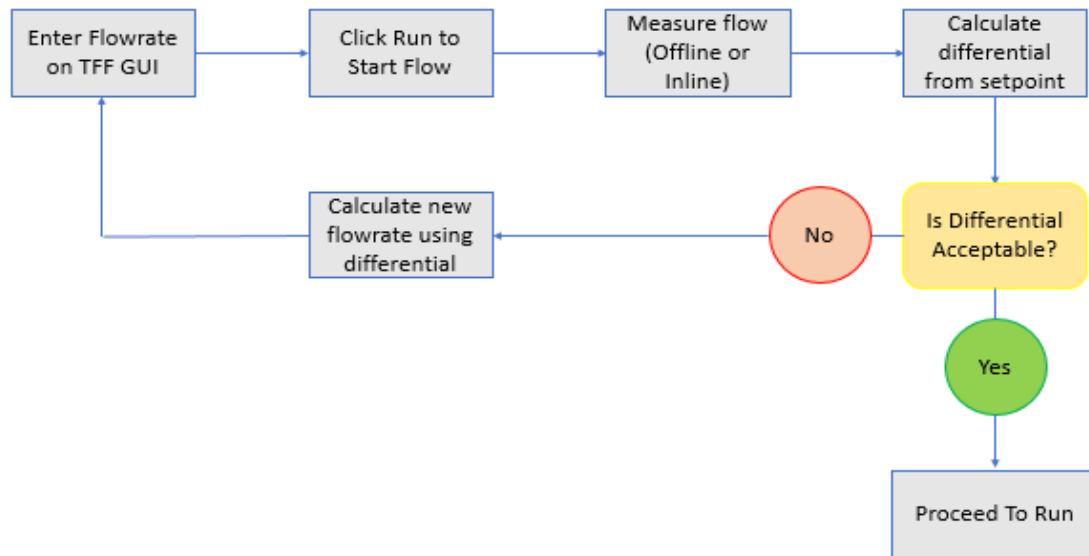 Enter Flowrate
on TFF GUI
Click Run to
Start Flow
Measure flow
(Offline or
Inline)
Calculate
differential
from setpoint
Calculate new
flowrate using
differential
No
Is Differential
Acceptable?
Yes
Proceed To Run